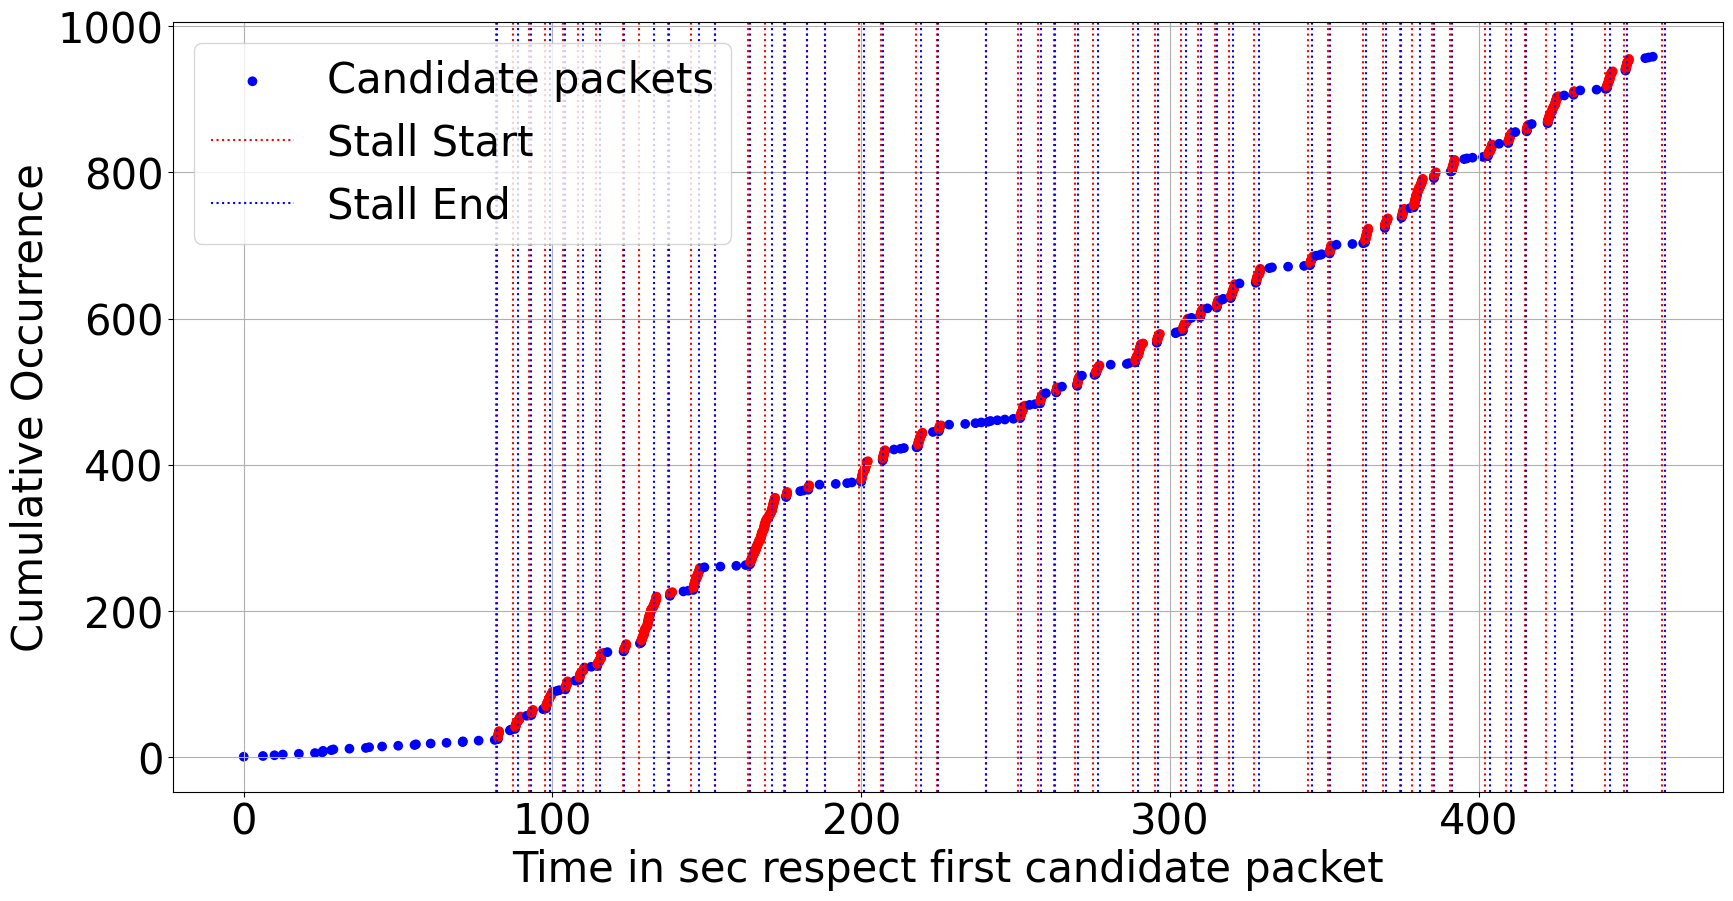 1000
800
600
400
200
0
Cumulative Occurrence
Candidate packets
Stall Start
Stall End
0 100 200 300 400
Time in sec respect first candidate packet